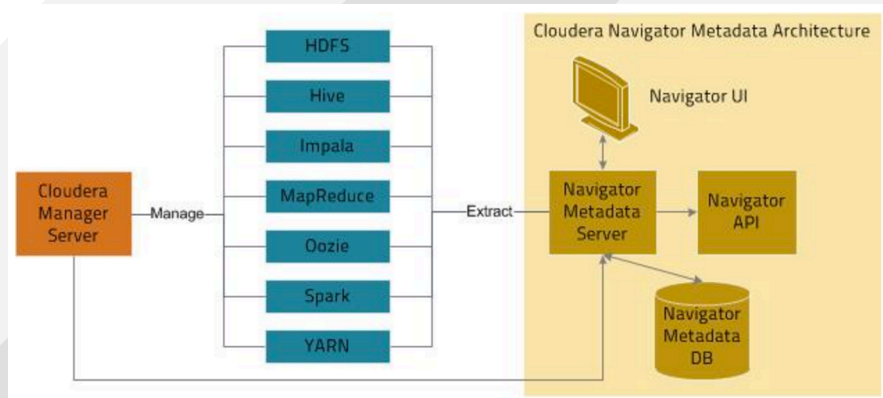 Cloudera Navigator Metadata Architecture
HDFS
Hive
Impala
MapReduce
Oozie
Spark
YARN
Cloudera
Manager
Server
Manage
Extract
Navigator UI
Navigator
Metadata
Server
Navigator
API
Navigator
Metadata
DB